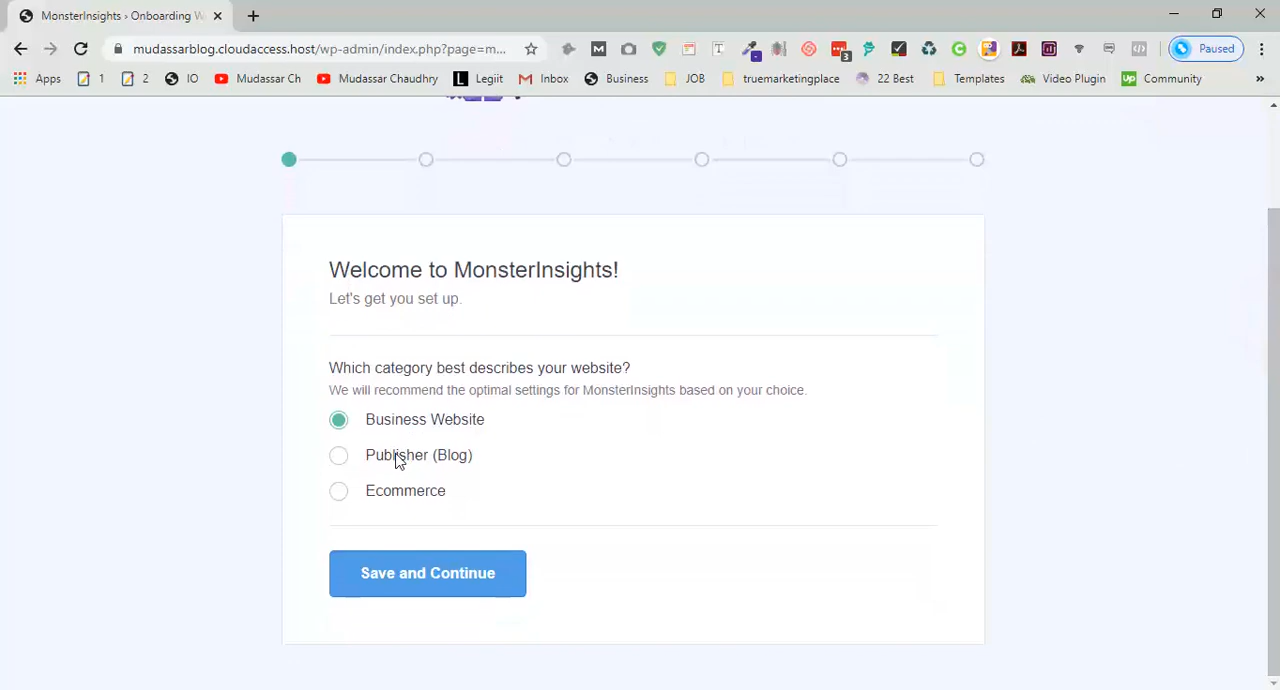 MonsterInsights › Onboarding W
mudassarblog.cloudaccess.host/wp-admin/index.php?page=m...
3
Paused
Apps
1
2
IO
Mudassar Ch
Mudassar Chaudhry
Legiit
Inbox
Business
JOB
truemarketingplace
22 Best
Templates
Video Plugin
Community
»
Welcome to MonsterInsights!
Let's get you set up.
Which category best describes your website?
We will recommend the optimal settings for MonsterInsights based on your choice.
Business Website
Publisher (Blog)
Ecommerce
Save and Continue